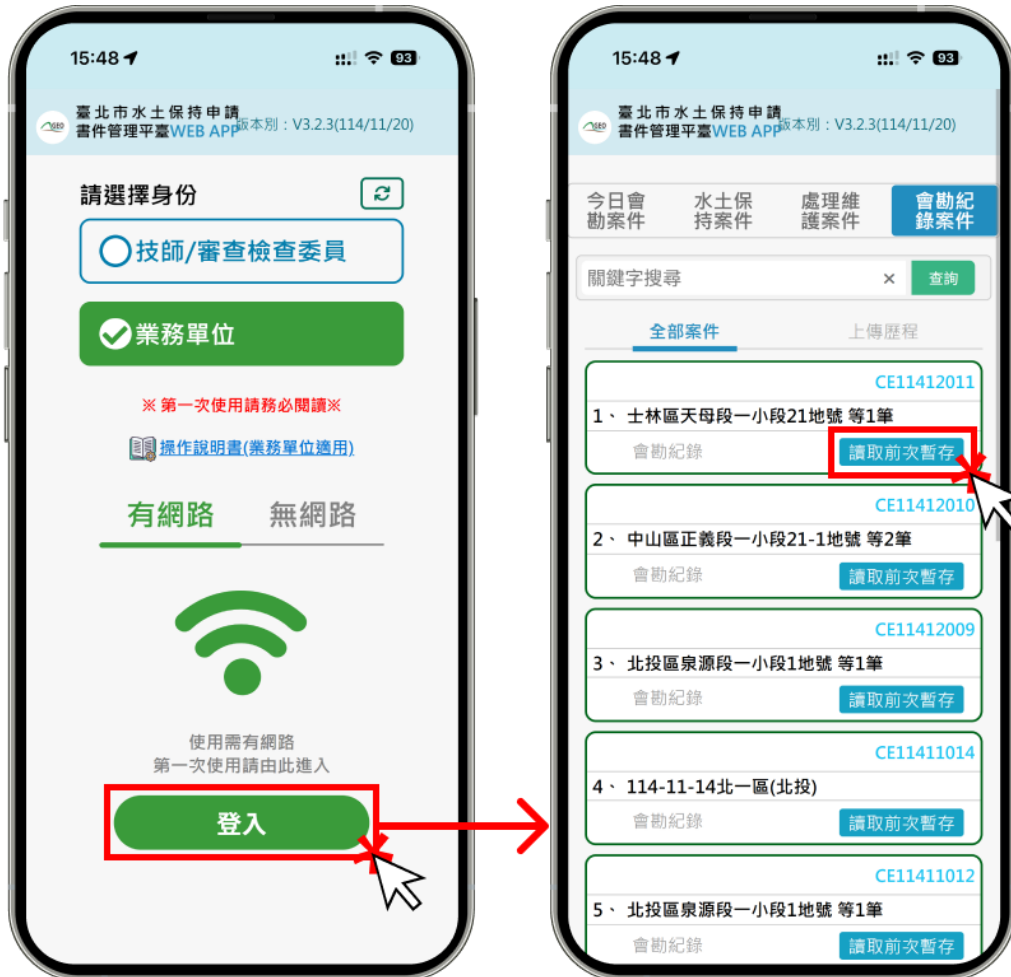 15:48
93
臺北市水土保持申請
書件管理平臺WEB APP
版本別：V3.2.3(114/11/20)
請選擇身份
技師/審查檢查委員
業務單位
※第一次使用請務必閱讀※
操作說明書(業務單位適用)
有網路
無網路
使用需有網路
第一次使用請由此進入
登入
15:48
93
臺北市水土保持申請
書件管理平臺WEB APP
版本別：V3.2.3(114/11/20)
今日會
勘案件
水土保
持案件
處理維
護案件
會勘紀
錄案件
關鍵字搜尋
×
查詢
全部案件
上傳歷程
CE11412011
1、 士林區天母段一小段21地號 等1筆
會勘紀錄
讀取前次暫存
CE11412010
2、 中山區正義段一小段21-1地號 等2筆
會勘紀錄
讀取前次暫存
CE11412009
3、 北投區泉源段一小段1地號 等1筆
會勘紀錄
讀取前次暫存
CE11411014
4、 114-11-14北一區(北投)
會勘紀錄
讀取前次暫存
CE11411012
5、 北投區泉源段一小段1地號 等1筆
會勘紀錄
讀取前次暫存